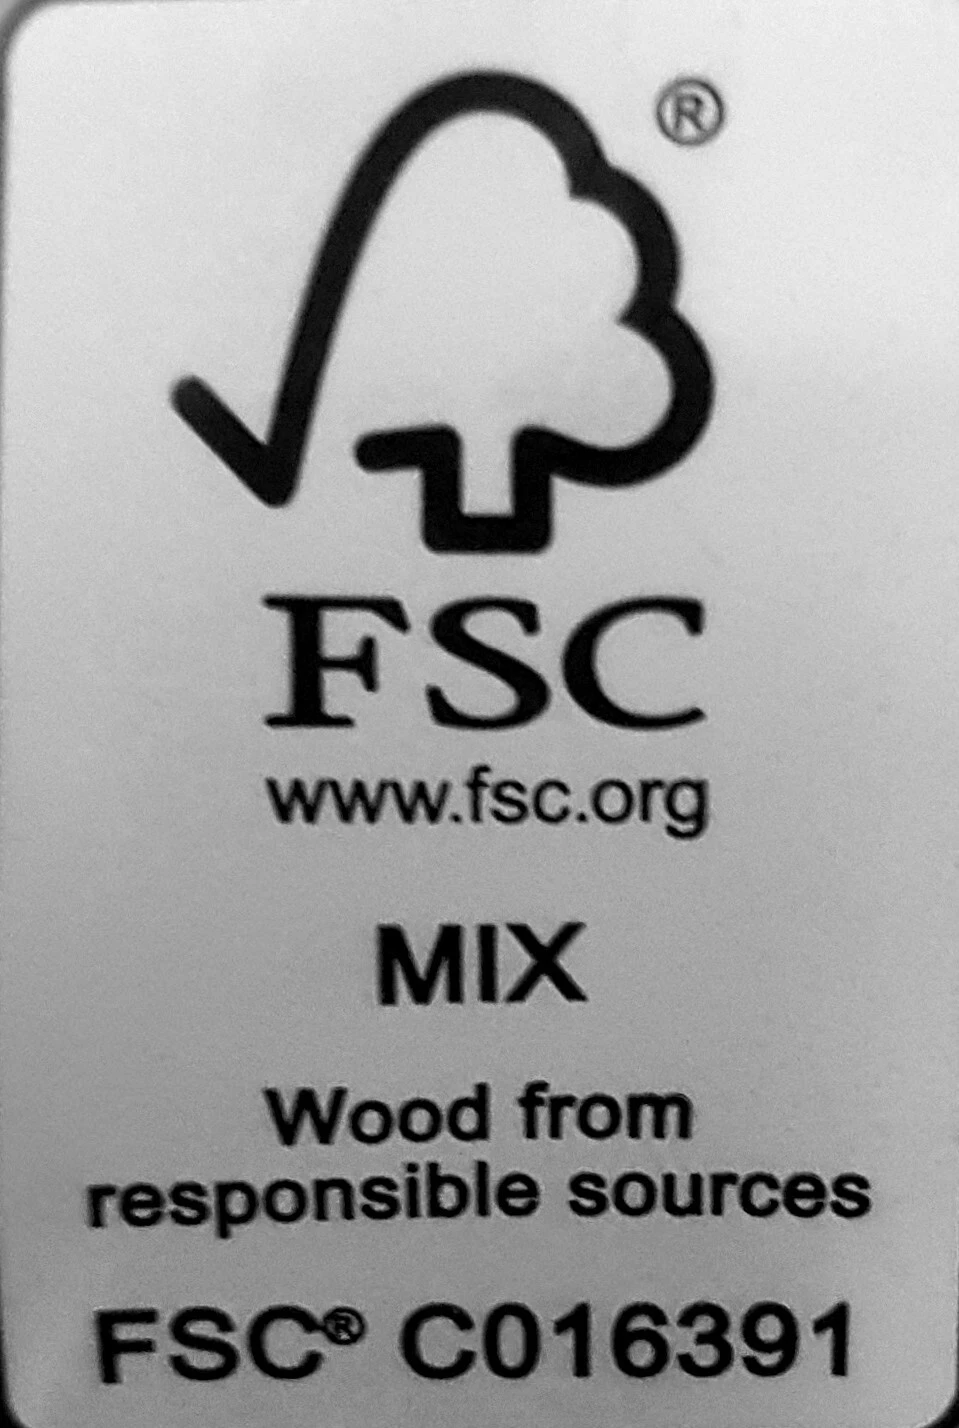 ®
FSC
www.fsc.org
MIX
Wood from
responsible sources
FSC® C016391